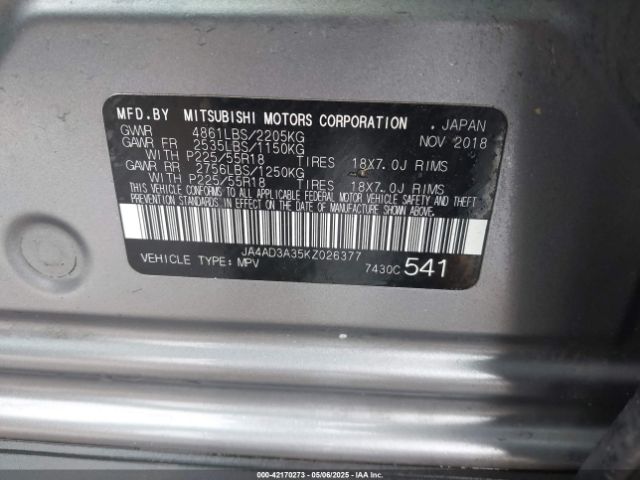 MFD.BY MITSUBISHI MOTORS CORPORATION . JAPAN
GVWR 4861LBS/2205KG NOV 2018
GAWR FR 2535LBS/1150KG
WITH P225/55R18 TIRES 18X7.0J RIMS
GAWR RR 2756LBS/1250KG
WITH P225/55R18 TIRES 18X7.0J RIMS
THIS VEHICLE CONFORMS TO ALL APPLICABLE FEDERAL MOTOR VEHICLE SAFETY AND THEFT
PREVENTION STANDARDS IN EFFECT ON THE DATE OF MANUFACTURE SHOWN ABOVE.
JA4AD3A35KZ026377
VEHICLE TYPE: MPV 7430C 541
000-42170273 - 05/06/2025 - IAAI.com